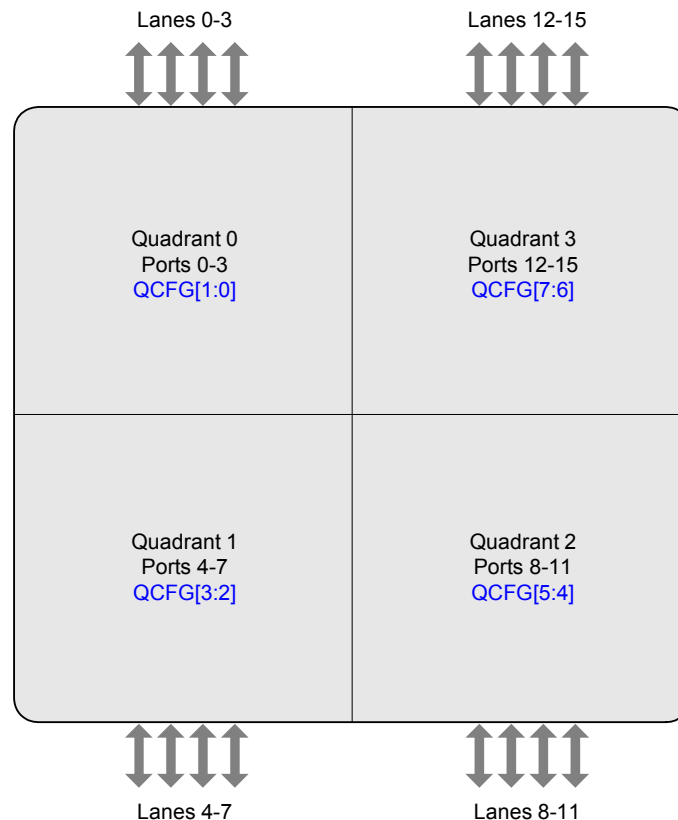 Lanes 0-3
Lanes 12-15
Quadrant 0
Ports 0-3
QCFG[1:0]
Quadrant 3
Ports 12-15
QCFG[7:6]
Quadrant 1
Ports 4-7
QCFG[3:2]
Quadrant 2
Ports 8-11
QCFG[5:4]
Lanes 4-7
Lanes 8-11